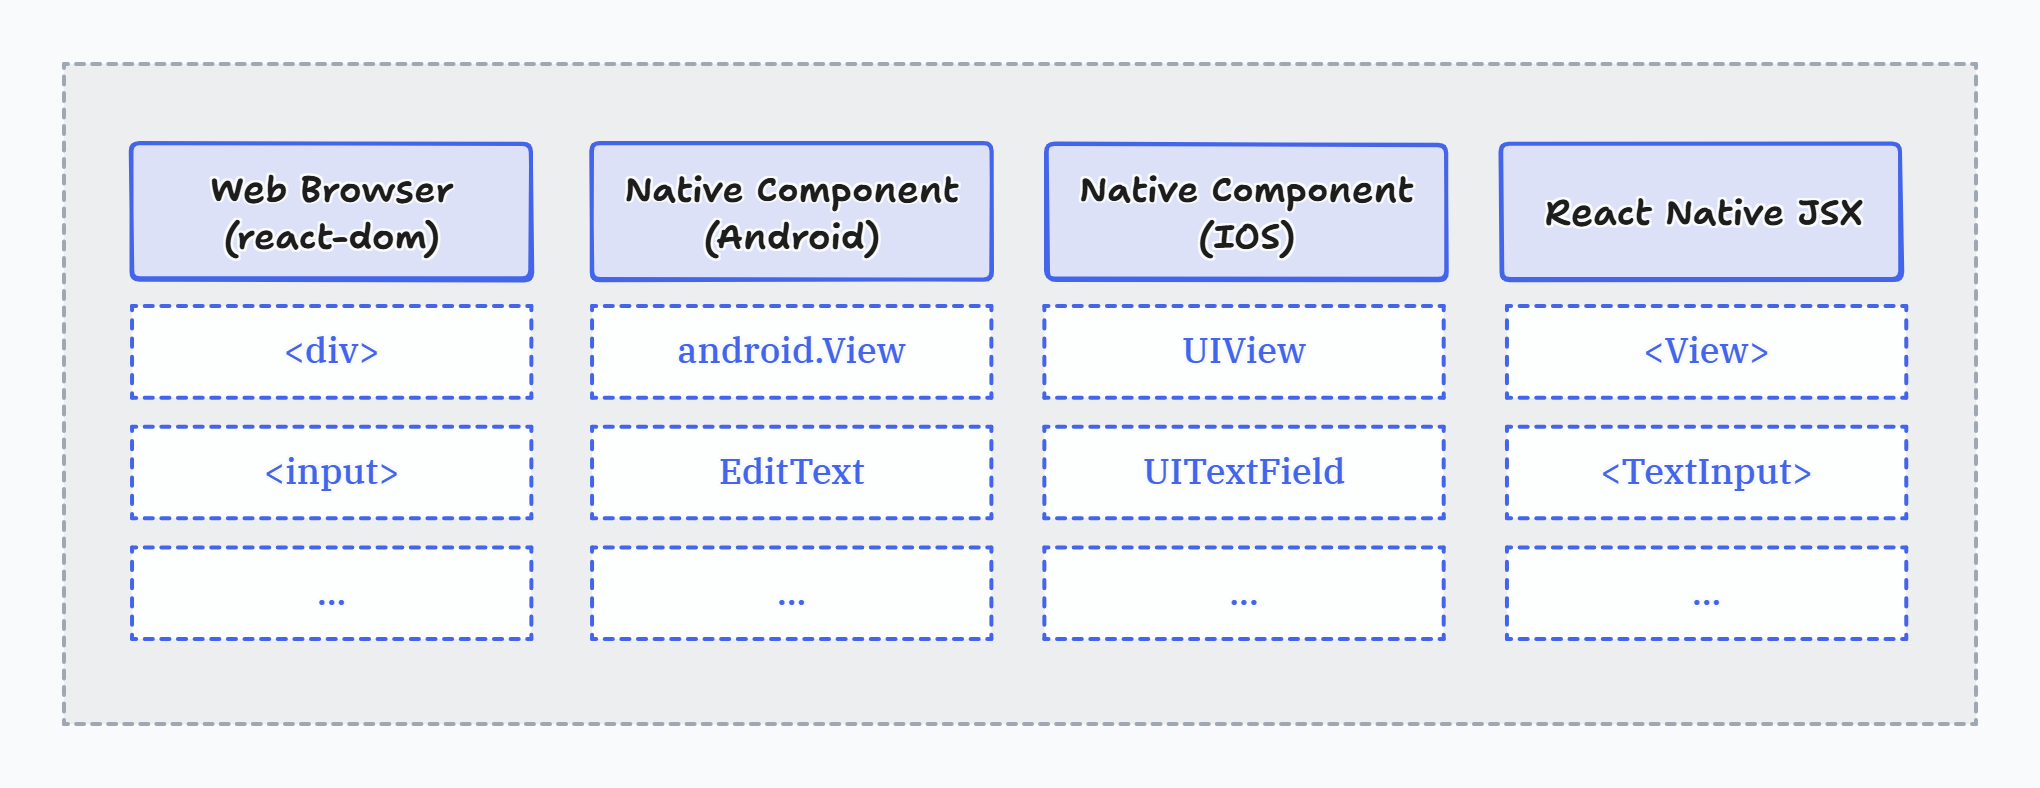 Web Browser
(react-dom)
Native Component
(Android)
Native Component
(IOS)
React Native JSX
<div>
android.View
UIView
<View>
<input>
EditText
UITextField
<TextInput>
...
...
...
...